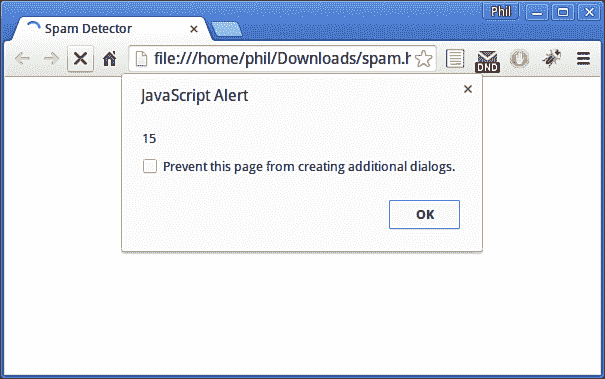 Phil
Spam Detector
file:///home/phil/Downloads/spam.h
DND
JavaScript Alert
15
Prevent this page from creating additional dialogs.
OK